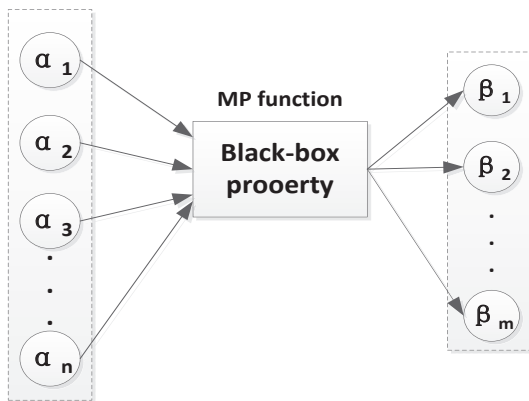 α 1
α 2
α 3
.
.
.
α n
MP function
Black-box
prooerty
β 1
β 2
.
.
.
β m